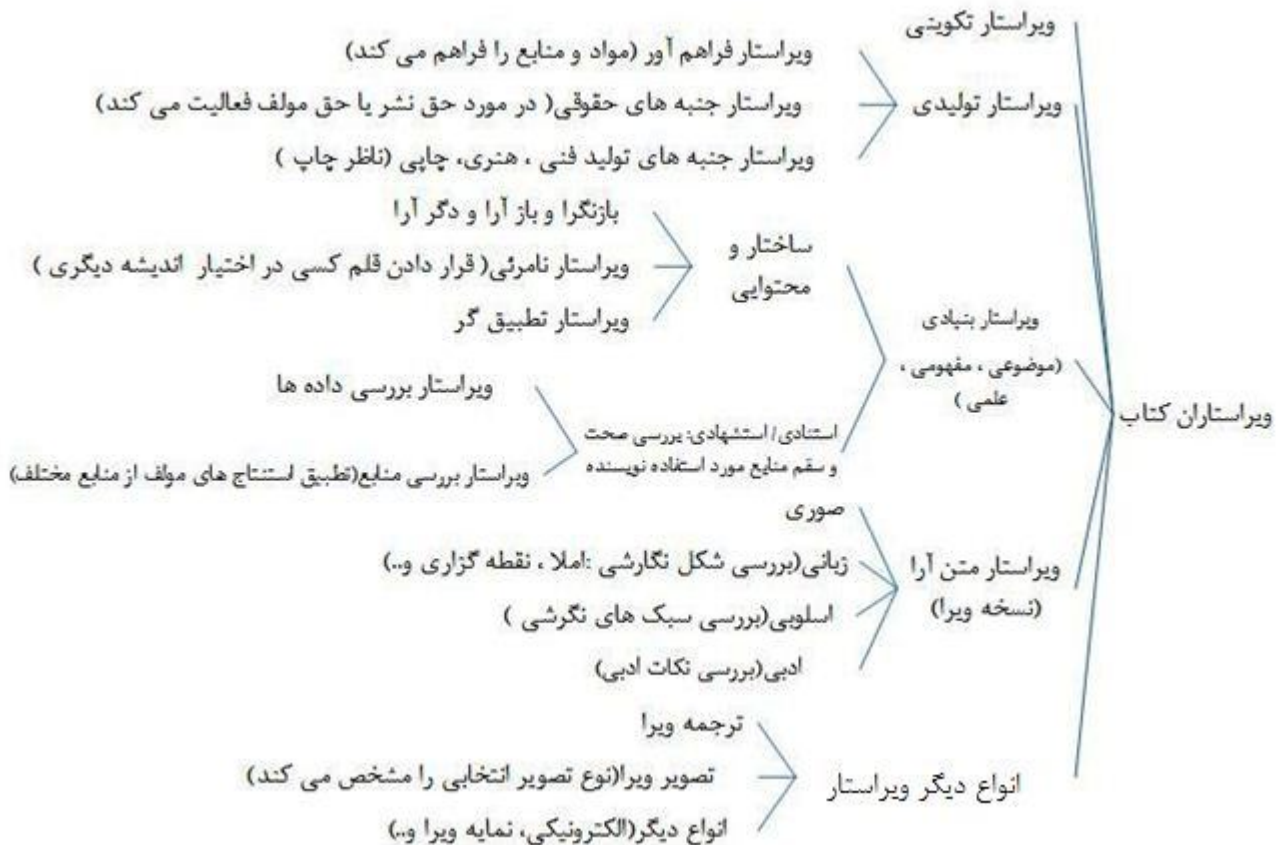 ویراستاران کتاب
ویراستار تکوینی
ویراستار تولیدی
ویراستار فراهم آور (مواد و منابع را فراهم می کند)
ویراستار جنبه های حقوقی( در مورد حق نشر یا حق مولف فعالیت می کند)
ویراستار جنبه های تولید فنی ، هنری، چاپی (ناظر چاپ )
ویراستار بنیادی
(موضوعی ، مفهومی ،
علمی )
ساختار و
محتوایی
بازنگرا و باز آرا و دگر آرا
ویراستار نامرئی( قرار دادن قلم کسی در اختیار اندیشه دیگری )
ویراستار تطبیق گر
استنادی/ استشهادی: بررسی صحت
و سقم منابع مورد استفاده نویسنده
ویراستار بررسی داده ها
ویراستار بررسی منابع(تطبیق استنتاج های مولف از منابع مختلف)
ویراستار متن آرا
(نسخه ویرا)
صوری
زبانی(بررسی شکل نگارشی :املا ، نقطه گزاری و..)
اسلوبی(بررسی سبک های نگرشی )
ادبی(بررسی نکات ادبی)
انواع دیگر ویراستار
ترجمه ویرا
تصویر ویرا(نوع تصویر انتخابی را مشخص می کند)
انواع دیگر(الکترونیکی، نمایه ویرا و..)